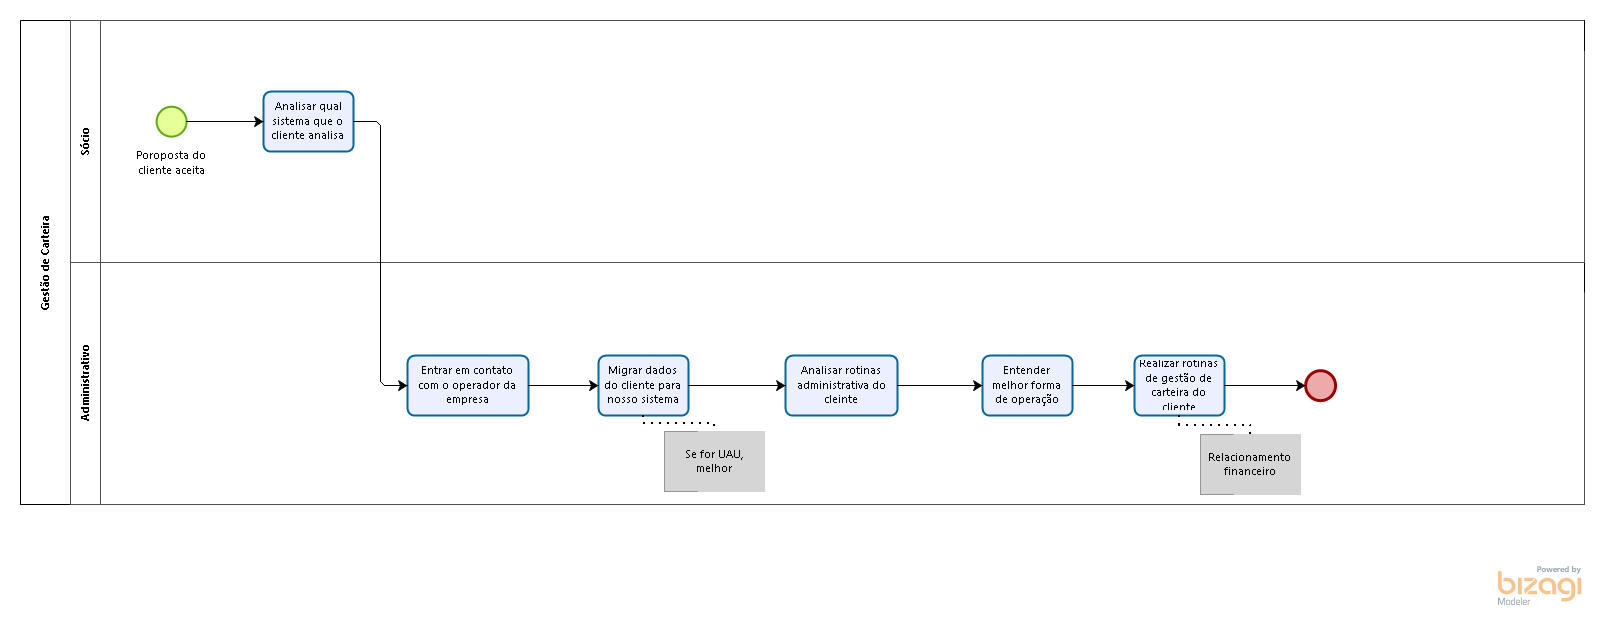 Gestão de Carteira
Sócio
Poroposta do
cliente aceita
Analisar qual
sistema que o
cliente analisa
Administrativo
Entrar em contato
com o operador da
empresa
Migrar dados
do cliente para
nosso sistema
Se for UAU,
melhor
Analisar rotinas
administrativa do
cleinte
Entender
melhor forma
de operação
Realizar rotinas
de gestão de
carteira do
cliente
Relacionamento
financeiro
Powered by
bizagi
Modeler